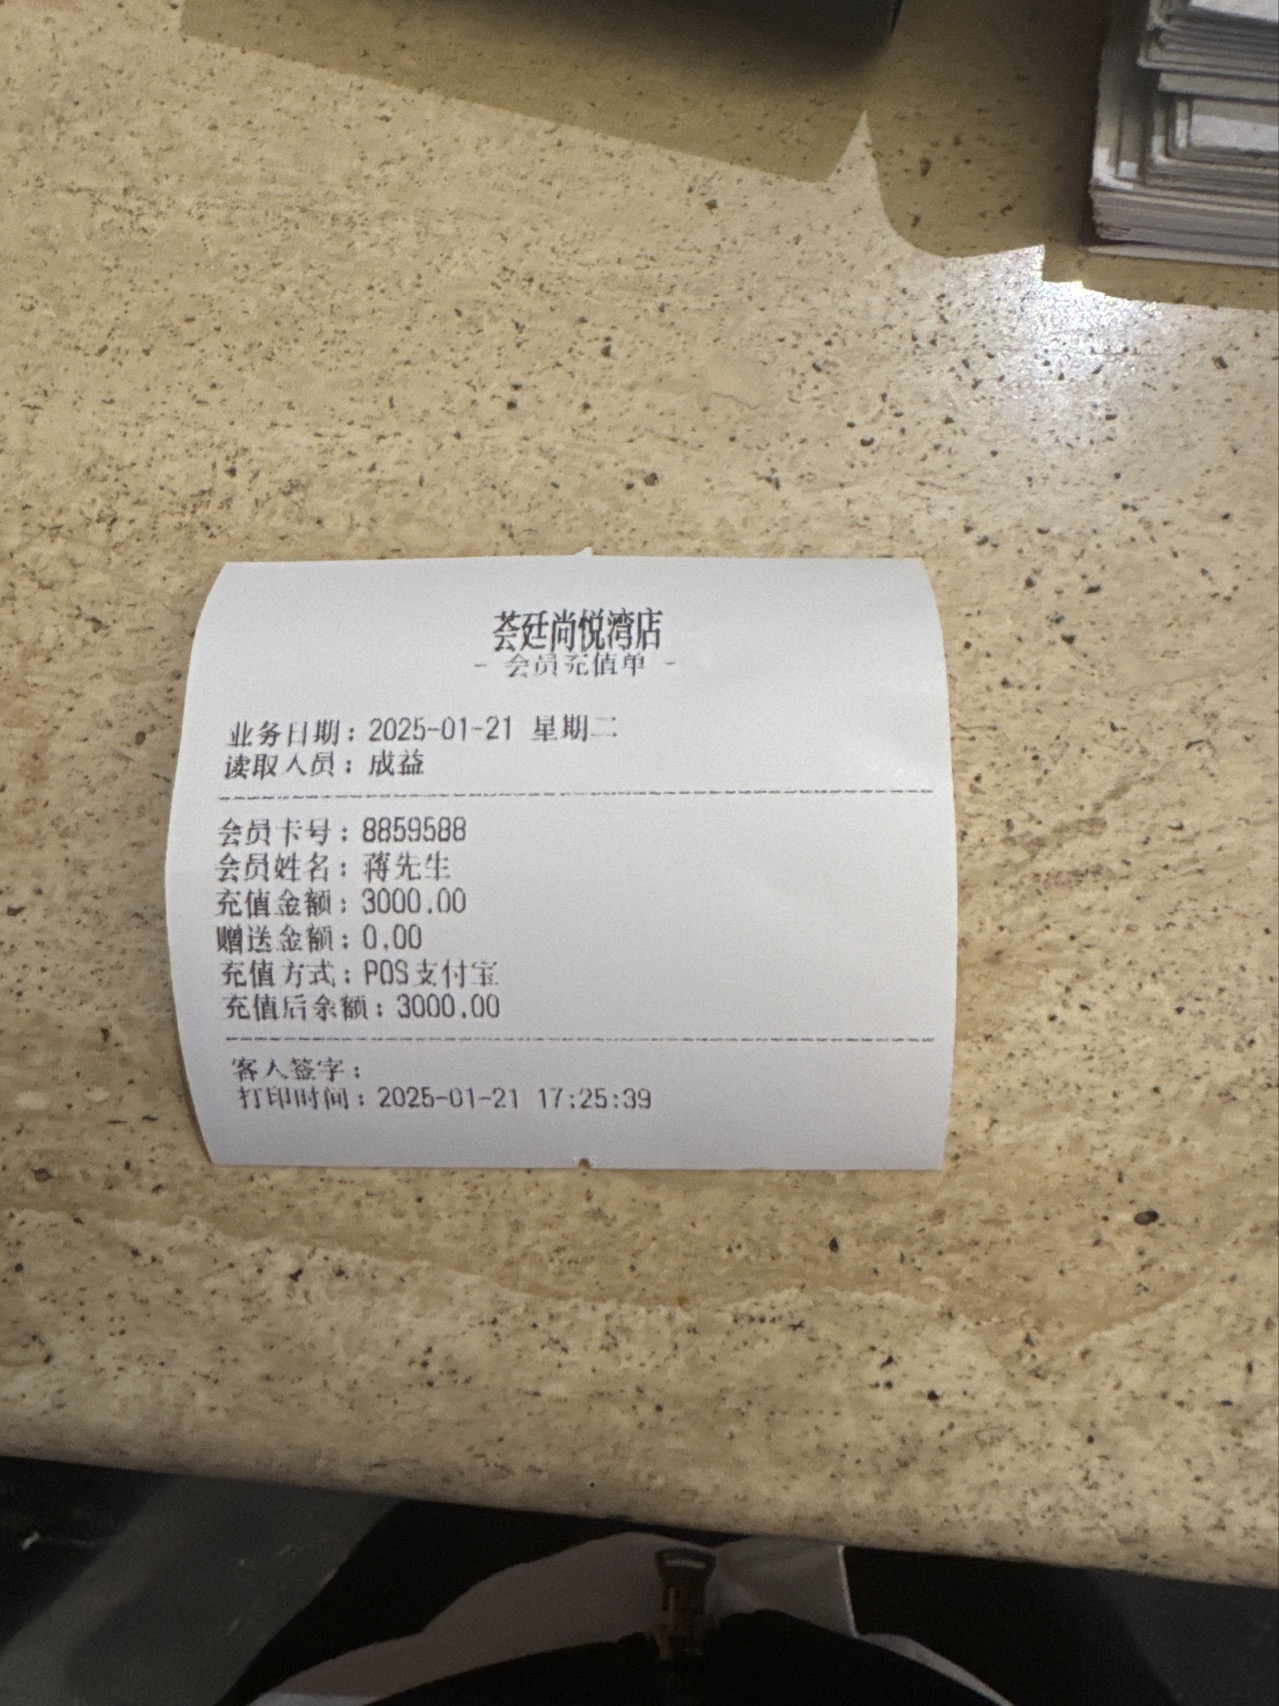 荟廷尚悦湾店
- 会员充值单 -
业务日期：2025-01-21 星期二
读取人员：成益
会员卡号：8859588
会员姓名：蒋先生
充值金额：3000.00
赠送金额：0.00
充值方式：POS支付宝
充值后余额：3000.00
客人签字：
打印时间：2025-01-21 17:25:39